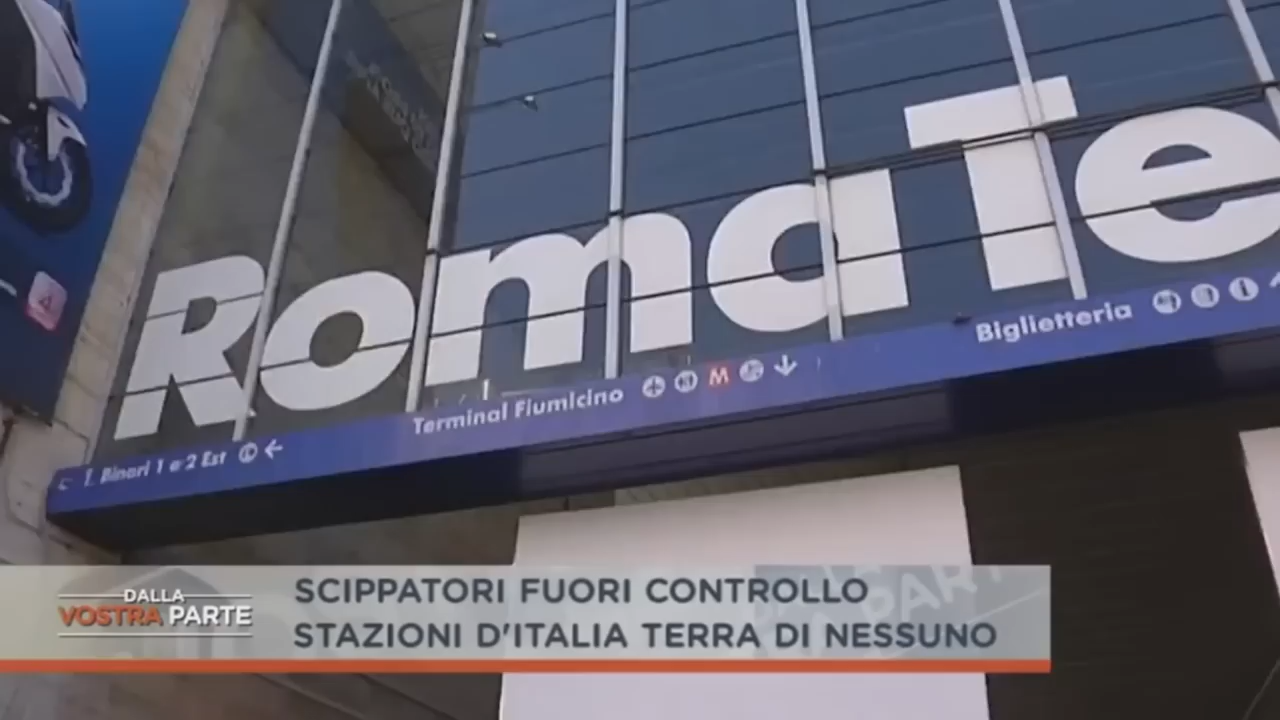 Roma Te
Biglietteria
Terminal Fiumicino M
Binari 1 e 2 Est
DALLA
VOSTRA PARTE
SCIPPATORI FUORI CONTROLLO
STAZIONI D'ITALIA TERRA DI NESSUNO